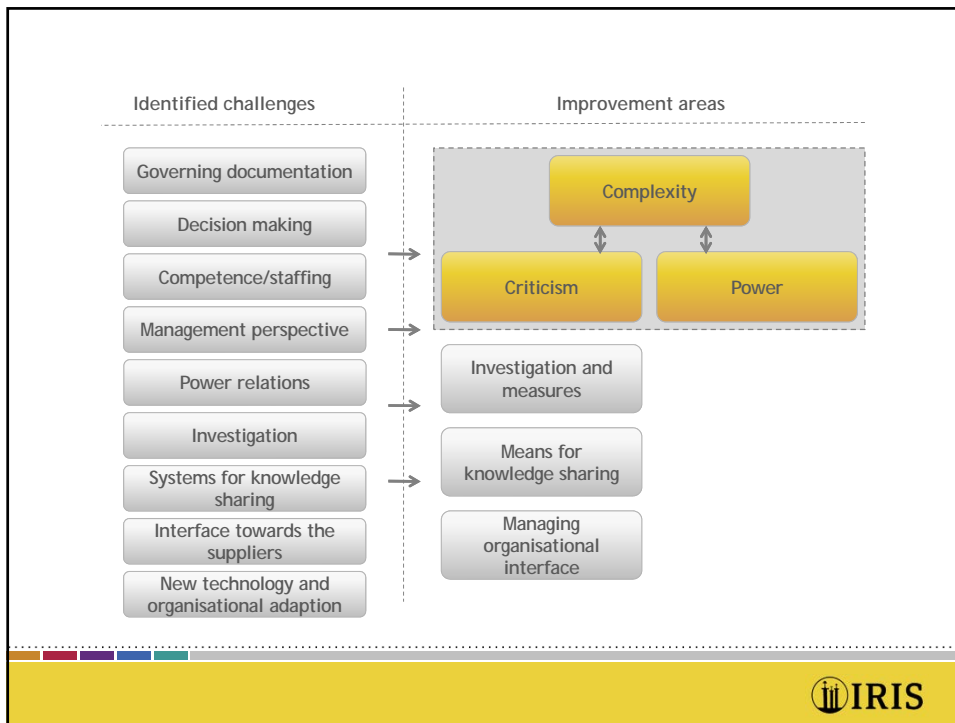 Identified challenges
Improvement areas
Governing documentation
Decision making
Competence/staffing
Management perspective
Power relations
Investigation
Systems for knowledge
sharing
Interface towards the
suppliers
New technology and
organisational adaption
Complexity
Criticism
Power
Investigation and
measures
Means for
knowledge sharing
Managing
organisational
interface
IRIS